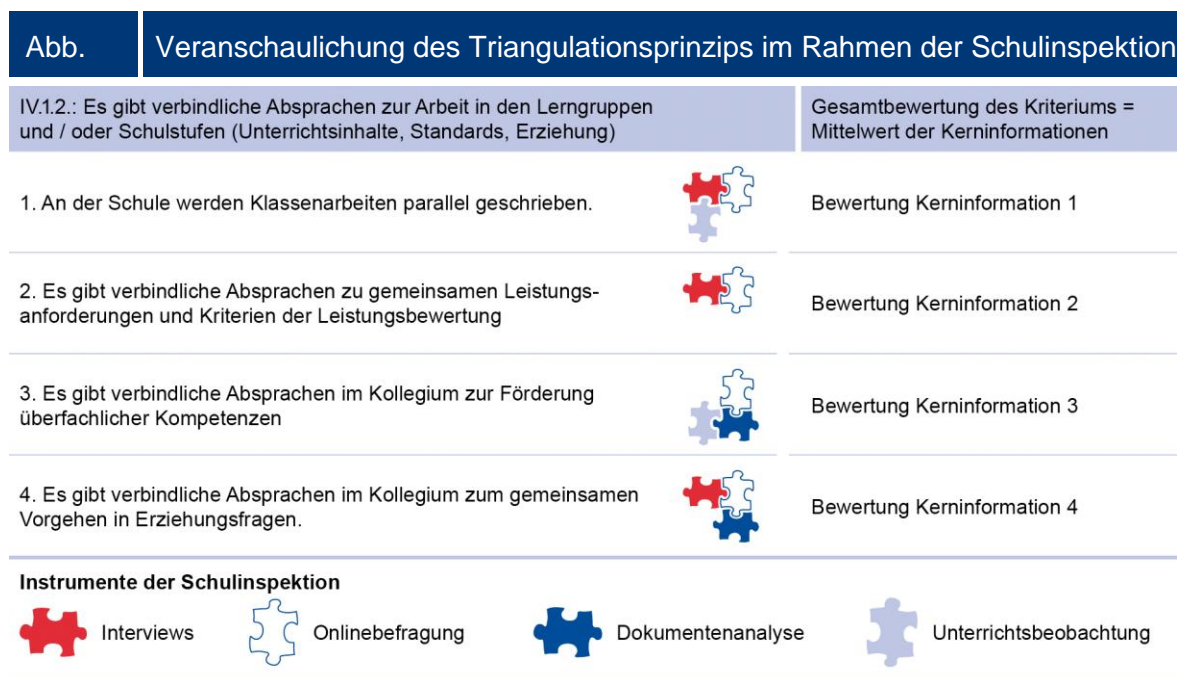 Abb.
Veranschaulichung des Triangulationsprinzips im Rahmen der Schulinspektion
IV.1.2.: Es gibt verbindliche Absprachen zur Arbeit in den Lerngruppen
und / oder Schulstufen (Unterrichtsinhalte, Standards, Erziehung)
Gesamtbewertung des Kriteriums =
Mittelwert der Kerninformationen
1. An der Schule werden Klassenarbeiten parallel geschrieben.
Bewertung Kerninformation 1
2. Es gibt verbindliche Absprachen zu gemeinsamen Leistungs-
anforderungen und Kriterien der Leistungsbewertung
Bewertung Kerninformation 2
3. Es gibt verbindliche Absprachen im Kollegium zur Förderung
überfachlicher Kompetenzen
Bewertung Kerninformation 3
4. Es gibt verbindliche Absprachen im Kollegium zum gemeinsamen
Vorgehen in Erziehungsfragen.
Bewertung Kerninformation 4
Instrumente der Schulinspektion
Interviews
Onlinebefragung
Dokumentenanalyse
Unterrichtsbeobachtung